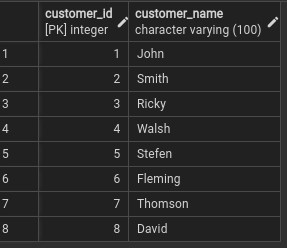 customer_id customer_name
[PK] integer character varying (100)
1 1 John
2 2 Smith
3 3 Ricky
4 4 Walsh
5 5 Stefen
6 6 Fleming
7 7 Thomson
8 8 David